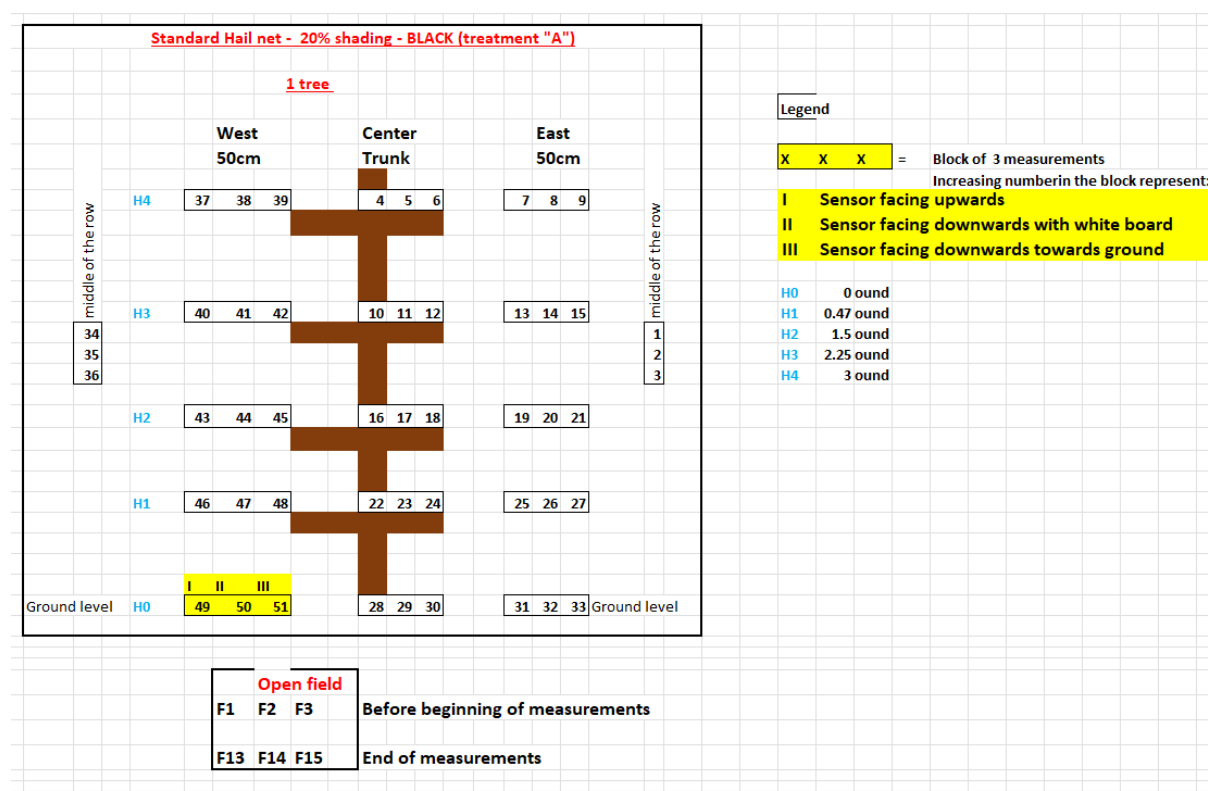 Standard Hail net - 20% shading - BLACK (treatment "A")
1 tree
West Center East
50cm Trunk 50cm
H4 37 38 39 4 5 6 7 8 9
middle of the row
middle of the row
H3 40 41 42 10 11 12 13 14 15
34 1
35 2
36 3
H2 43 44 45 16 17 18 19 20 21
H1 46 47 48 22 23 24 25 26 27
I II III
Ground level H0 49 50 51 28 29 30 31 32 33 Ground level
Open field
F1 F2 F3 Before beginning of measurements
F13 F14 F15 End of measurements
Legend
X X X = Block of 3 measurements
Increasing numberin the block represent:
I Sensor facing upwards
II Sensor facing downwards with white board
III Sensor facing downwards towards ground
H0 0 ound
H1 0.47 ound
H2 1.5 ound
H3 2.25 ound
H4 3 ound